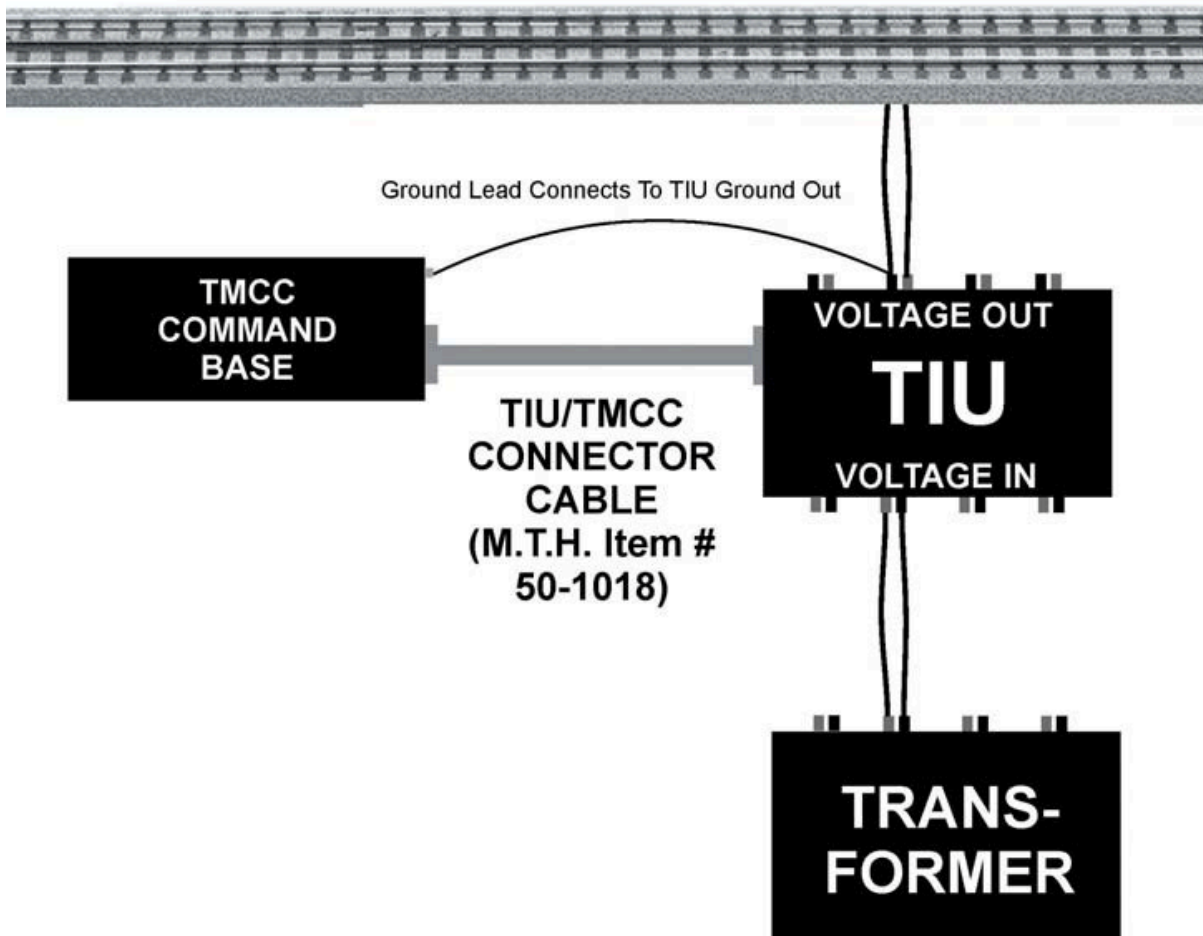 Ground Lead Connects To TIU Ground Out
TMCC
COMMAND
BASE
VOLTAGE OUT
TIU
VOLTAGE IN
TIU/TMCC
CONNECTOR
CABLE
(M.T.H. Item #
50-1018)
TRANS-
FORMER